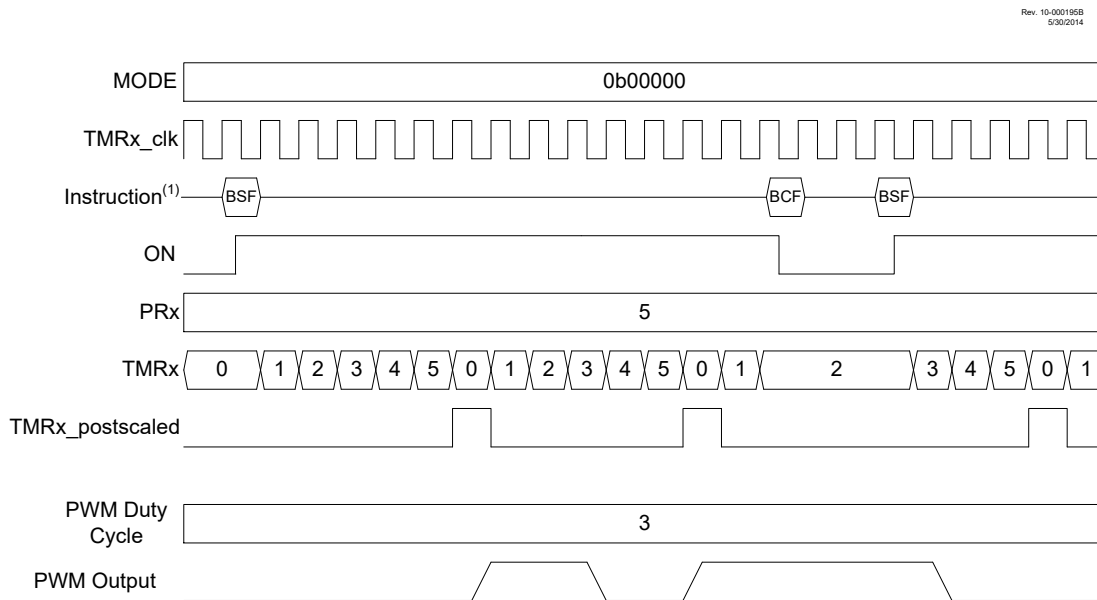 Rev. 10-000195B
5/30/2014
MODE 0b00000
TMRx_clk
Instruction(1) BSF BCF BSF
ON
PRx 5
TMRx 0 1 2 3 4 5 0 1 2 3 4 5 0 1 2 3 4 5 0 1
TMRx_postscaled
PWM Duty
Cycle 3
PWM Output